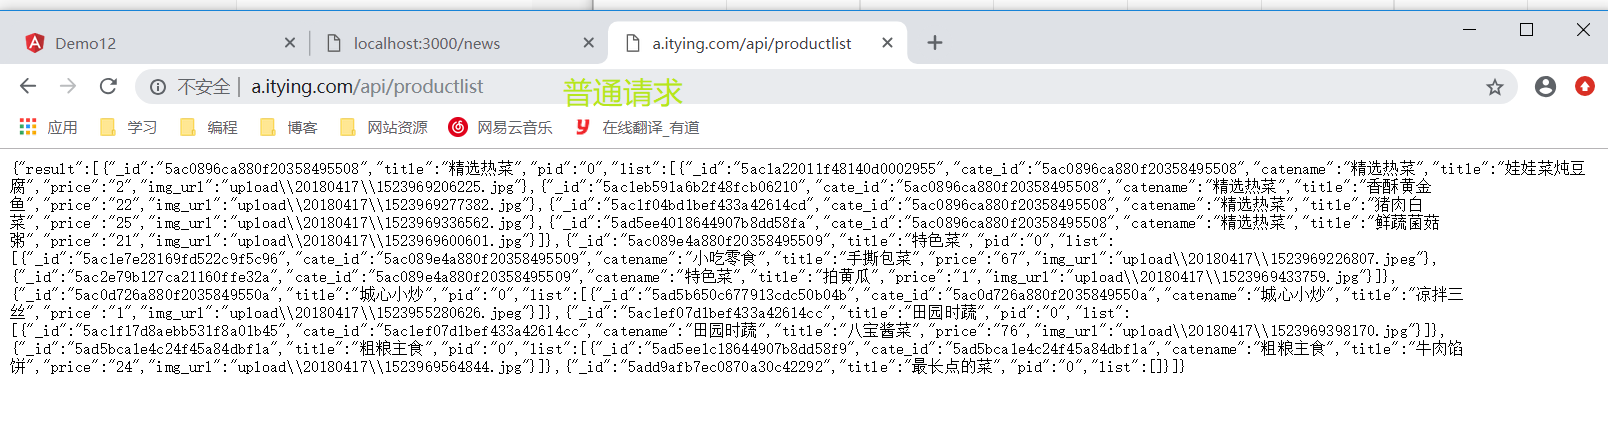 Demo12
localhost:3000/news
a.itying.com/api/productlist
不安全 | a.itying.com/api/productlist
普通请求
应用 学习 编程 博客 网站资源 网易云音乐 在线翻译_有道
{"result":[{"_id":"5ac0896ca880f20358495508","title":"精选热菜","pid":"0","list":[{"_id":"5ac1a22011f48140d0002955","cate_id":"5ac0896ca880f20358495508","catename":"精选热菜","title":"娃娃菜炖豆
腐","price":"2","img_url":"upload\\20180417\\1523969206225.jpg"},{"_id":"5ac1eb591a6b2f48fcb06210","cate_id":"5ac0896ca880f20358495508","catename":"精选热菜","title":"香酥黄金
鱼","price":"22","img_url":"upload\\20180417\\1523969277382.jpg"},{"_id":"5ac1f04bd1bef433a42614cd","cate_id":"5ac0896ca880f20358495508","catename":"精选热菜","title":"猪肉白
菜","price":"25","img_url":"upload\\20180417\\1523969336562.jpg"},{"_id":"5ad5ee4018644907b8dd58fa","cate_id":"5ac0896ca880f20358495508","catename":"精选热菜","title":"鲜蔬菌菇
粥","price":"21","img_url":"upload\\20180417\\1523969600601.jpg"}]},{"_id":"5ac089e4a880f20358495509","title":"特色菜","pid":"0","list":
[{"_id":"5ac1e7e28169fd522c9f5c96","cate_id":"5ac089e4a880f20358495509","catename":"小吃零食","title":"手撕包菜","price":"67","img_url":"upload\\20180417\\1523969226807.jpeg"},
{"_id":"5ac2e79b127ca21160ffe32a","cate_id":"5ac089e4a880f20358495509","catename":"特色菜","title":"拍黄瓜","price":"1","img_url":"upload\\20180417\\1523969433759.jpg"}]},
{"_id":"5ac0d726a880f2035849550a","title":"城心小炒","pid":"0","list":[{"_id":"5ad5b650c677913cdc50b04b","cate_id":"5ac0d726a880f2035849550a","catename":"城心小炒","title":"凉拌三
丝","price":"1","img_url":"upload\\20180417\\1523955280626.jpeg"}]},{"_id":"5ac1ef07d1bef433a42614cc","title":"田园时蔬","pid":"0","list":
[{"_id":"5ac1f17d8aebb531f8a01b45","cate_id":"5ac1ef07d1bef433a42614cc","catename":"田园时蔬","title":"八宝酱菜","price":"76","img_url":"upload\\20180417\\1523969398170.jpg"}]},
{"_id":"5ad5bca1e4c24f45a84dbf1a","title":"粗粮主食","pid":"0","list":[{"_id":"5ad5ee1c18644907b8dd58f9","cate_id":"5ad5bca1e4c24f45a84dbf1a","catename":"粗粮主食","title":"牛肉馅
饼","price":"24","img_url":"upload\\20180417\\1523969564844.jpg"}]},{"_id":"5add9afb7ec0870a30c42292","title":"最长点的菜","pid":"0","list":[]}]}